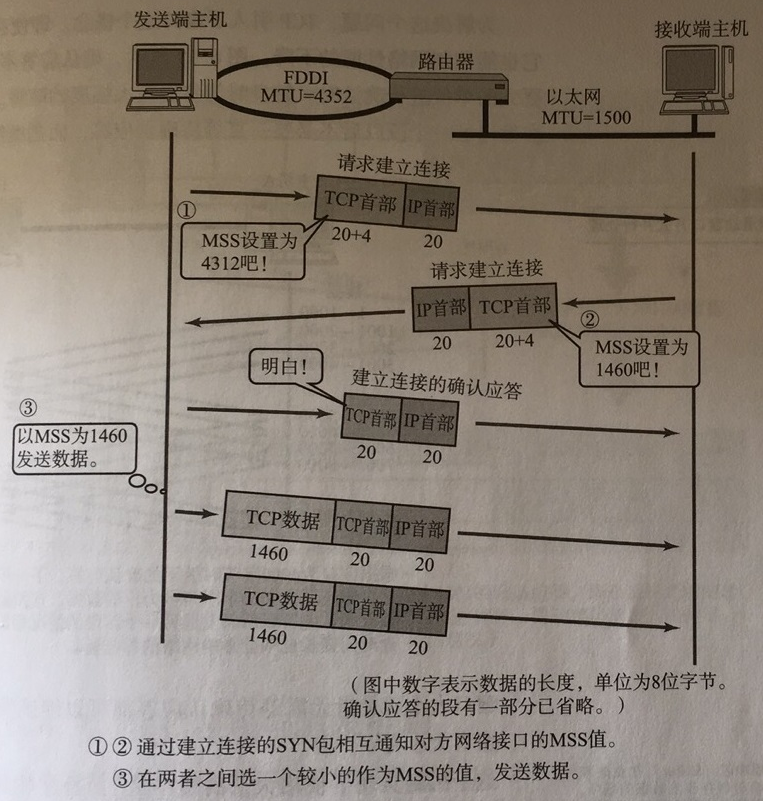 发送端主机
接收端主机
FDDI
MTU=4352
路由器
以太网
MTU=1500
请求建立连接
TCP首部 IP首部
20+4 20
①
MSS设置为
4312吧！
请求建立连接
IP首部 TCP首部
20 20+4
②
MSS设置为
1460吧！
明白！
建立连接的确认应答
TCP首部 IP首部
20 20
③
以MSS为1460
发送数据。
TCP数据 TCP首部 IP首部
1460 20 20
TCP数据 TCP首部 IP首部
1460 20 20
（图中数字表示数据的长度，单位为8位字节。
确认应答的段有一部分已省略。）
①②通过建立连接的SYN包相互通知对方网络接口的MSS值。
③在两者之间选一个较小的作为MSS的值，发送数据。